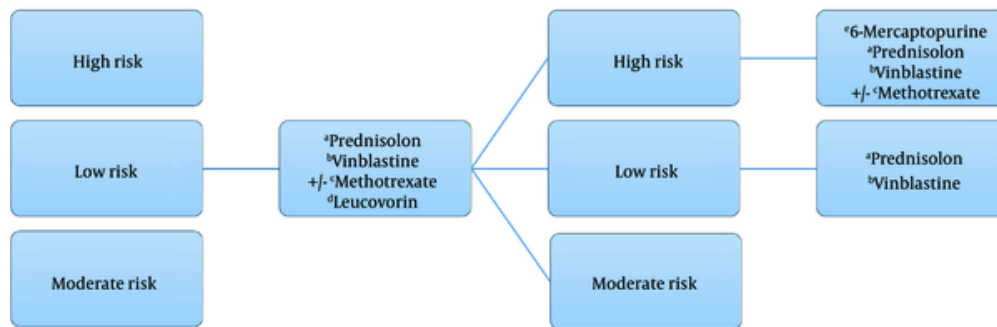 High risk
Low risk
Moderate risk
ᵃPrednisolon
ᵇVinblastine
+/- ᶜMethotrexate
ᵈLeucovorin
High risk
Low risk
Moderate risk
ᵉ6-Mercaptopurine
ᵃPrednisolon
ᵇVinblastine
+/- ᶜMethotrexate
ᵃPrednisolon
ᵇVinblastine